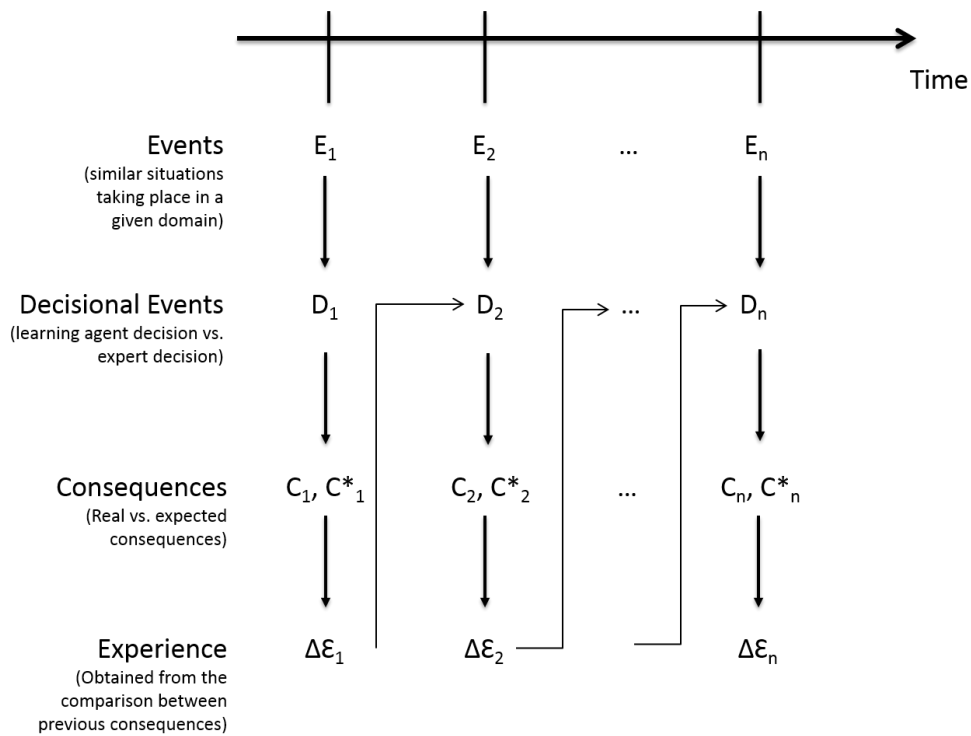 Time
Events
(similar situations
taking place in a
given domain)
E₁ E₂ ... Eₙ
Decisional Events
(learning agent decision vs.
expert decision)
D₁ D₂ ... Dₙ
Consequences
(Real vs. expected
consequences)
C₁, C*₁ C₂, C*₂ ... Cₙ, C*ₙ
Experience
(Obtained from the
comparison between
previous consequences)
ΔƐ₁ ΔƐ₂ ΔƐₙ